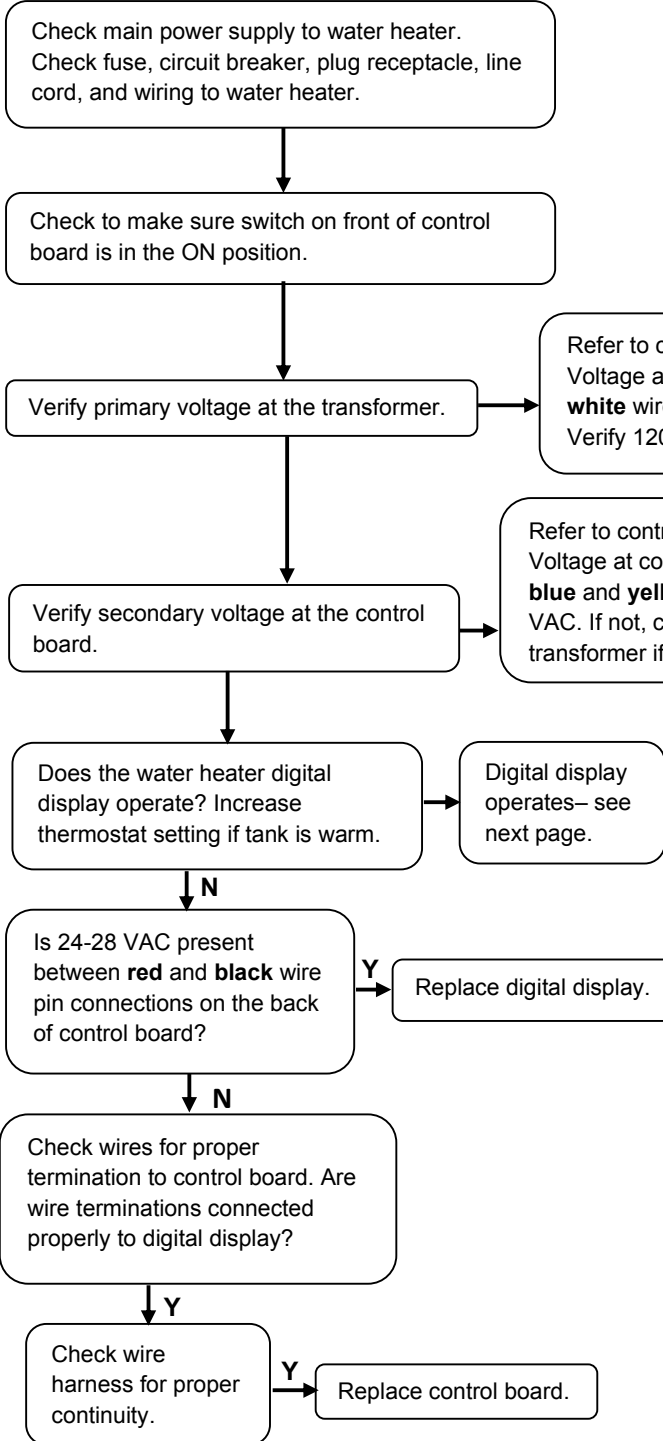 Check main power supply to water heater.
Check fuse, circuit breaker, plug receptacle, line
cord, and wiring to water heater.
Check to make sure switch on front of control
board is in the ON position.
Verify primary voltage at the transformer.
Refer to
Voltage
white
Verify
Verify secondary voltage at the control
board.
Refer to
Voltage at
blue and
VAC. If not,
transformer
Does the water heater digital
display operate? Increase
thermostat setting if tank is warm.
Digital display
operates– see
next page.
N
Is 24-28 VAC present
between red and black wire
pin connections on the back
of control board?
Y
Replace digital display.
N
Check wires for proper
termination to control board. Are
wire terminations connected
properly to digital display?
Y
Check wire
harness for proper
continuity.
Y
Replace control board.